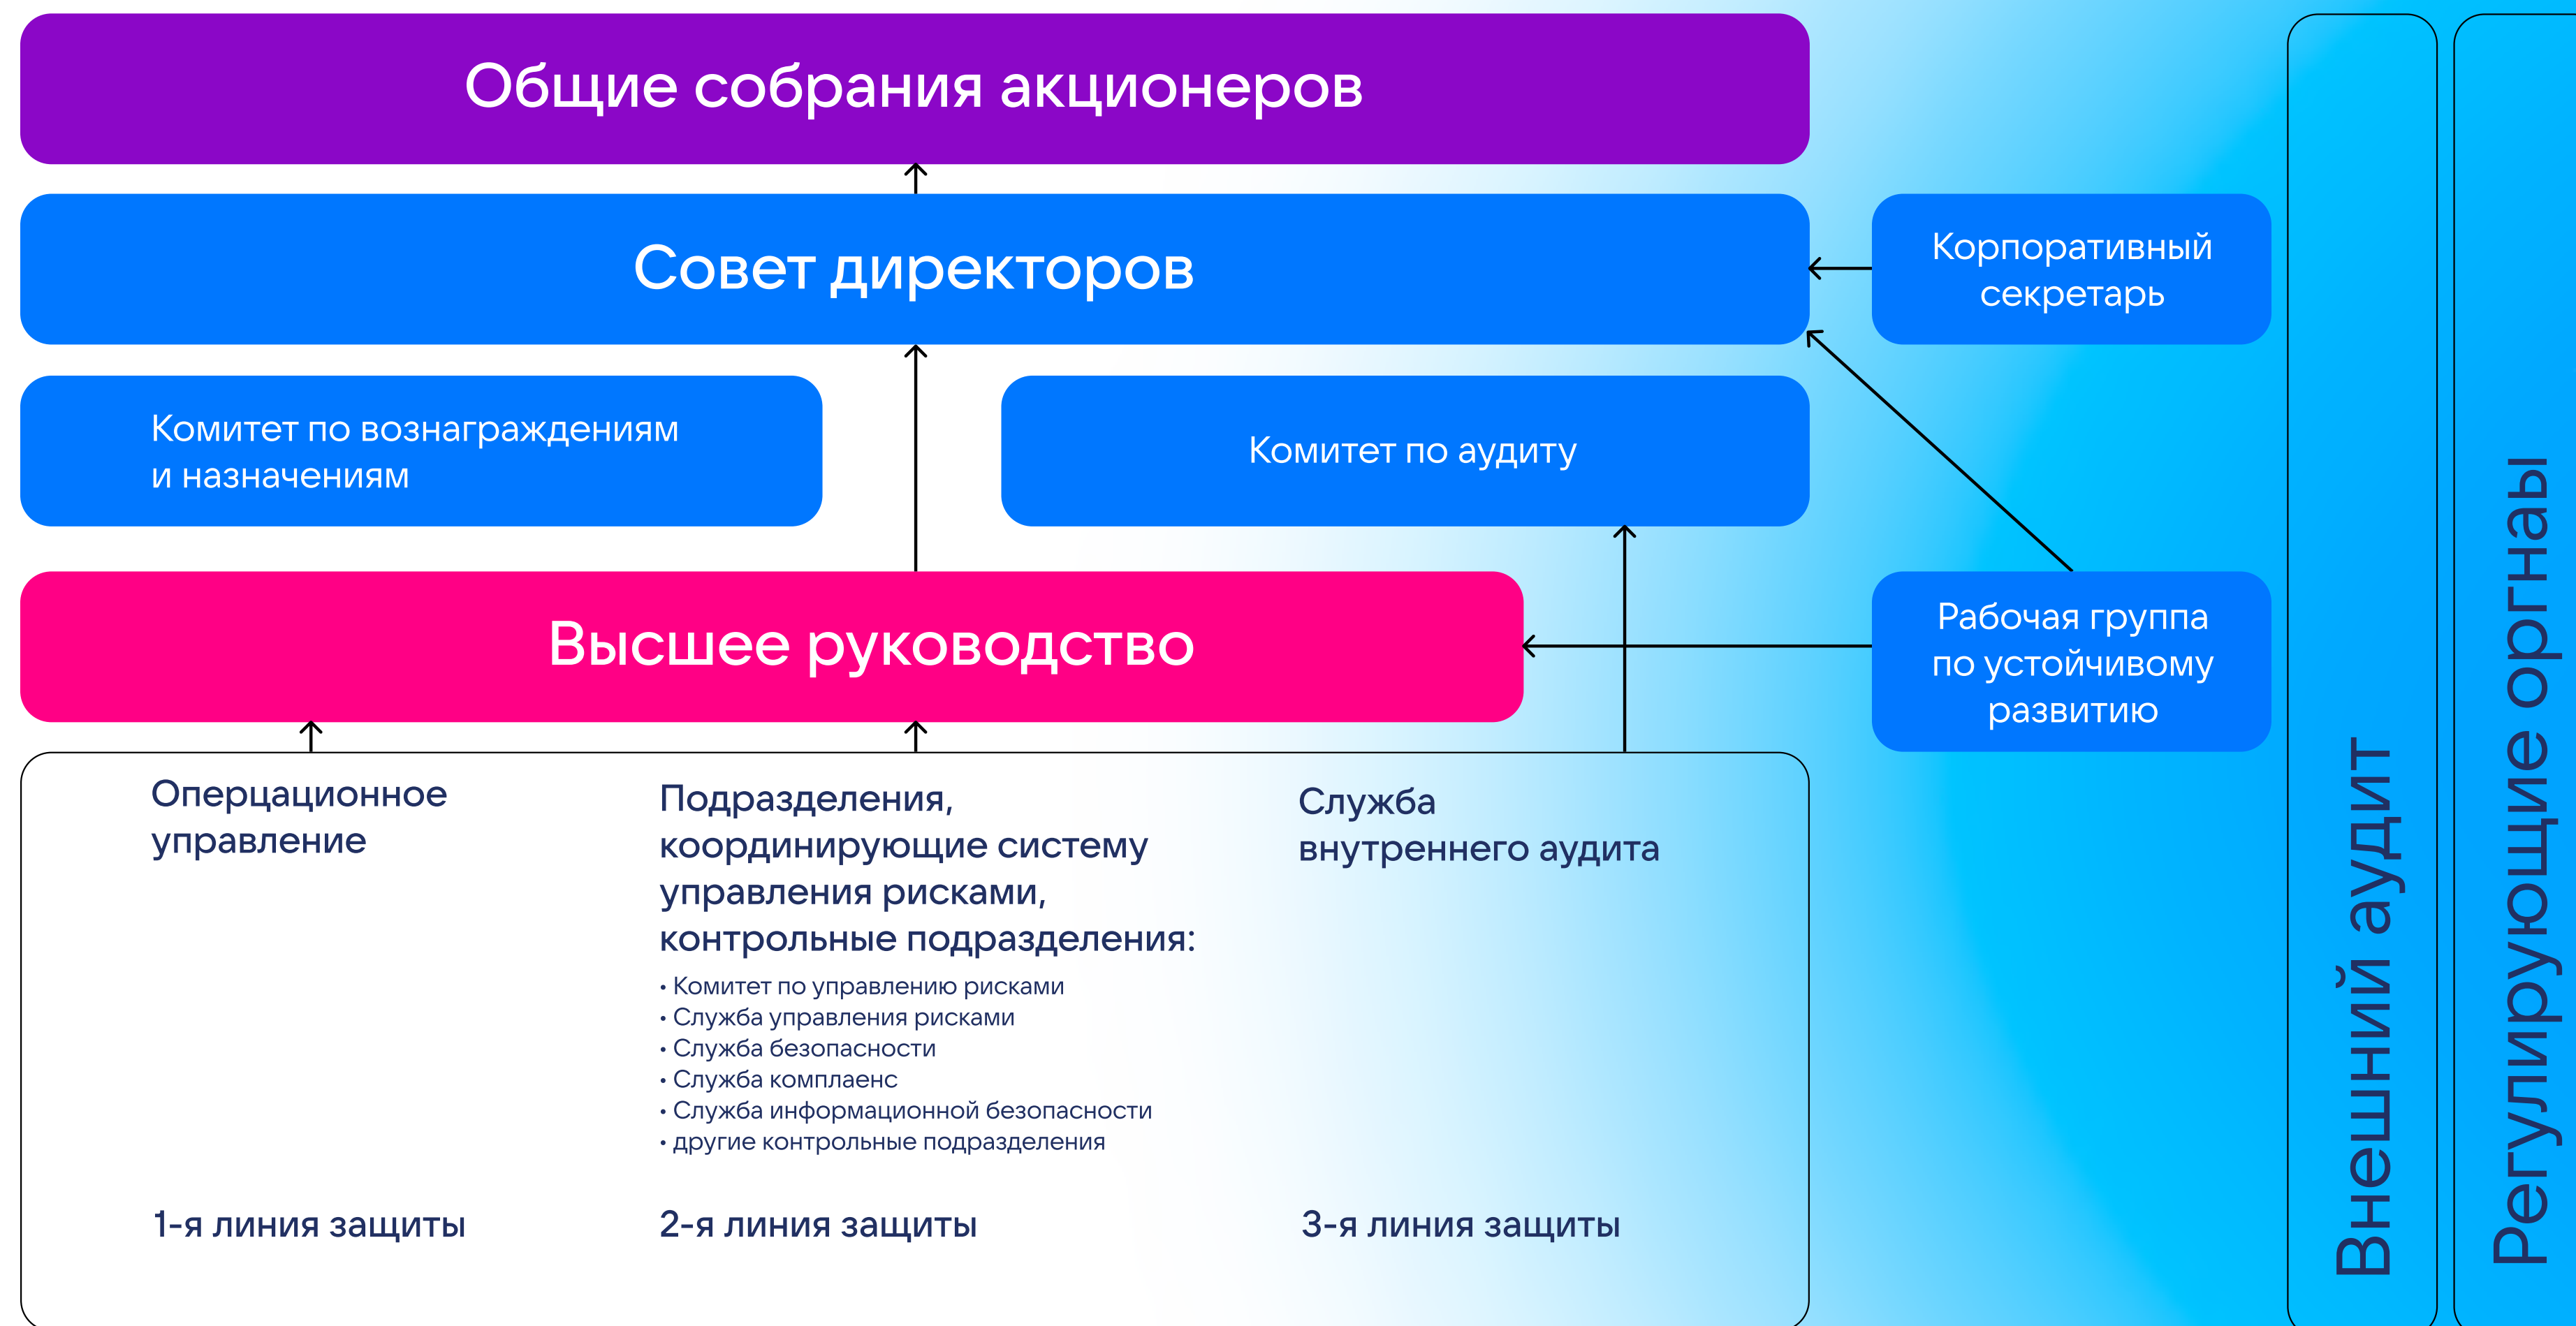 Общие собрания акционеров
Совет директоров
Корпоративный
секретарь
Комитет по вознаграждениям
и назначениям
Комитет по аудиту
Высшее руководство
Рабочая группа
по устойчивому
развитию
Оперционное
управление
Подразделения,
координирующие систему
управления рисками,
контрольные подразделения:
• Комитет по управлению рисками
• Служба управления рисками
• Служба безопасности
• Служба комплаенс
• Служба информационной безопасности
• другие контрольные подразделения
Служба
внутреннего аудита
1-я линия защиты
2-я линия защиты
3-я линия защиты
Внешний аудит
Регулирующие оргнаы